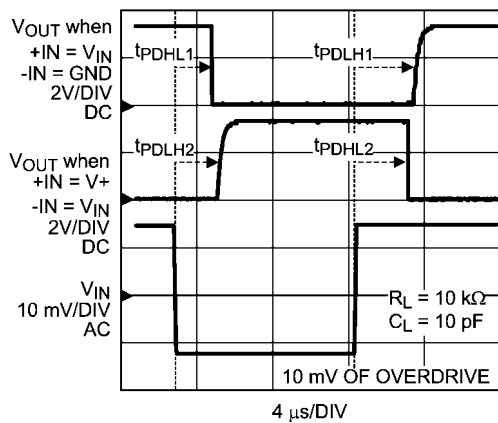 VOUT when
+IN = VIN
-IN = GND
2V/DIV
DC
tPDHL1
tPDLH1
VOUT when
+IN = V+
-IN = VIN
2V/DIV
DC
tPDLH2
tPDHL2
VIN
10 mV/DIV
AC
RL = 10 kΩ
CL = 10 pF
10 mV OF OVERDRIVE
4 μs/DIV